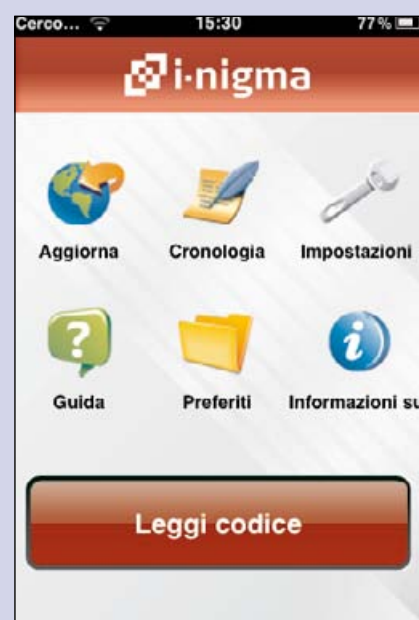 Cerco... 15:30 77%
i-nigma
Aggiorna Cronologia Impostazioni
Guida Preferiti Informazioni su
Leggi codice